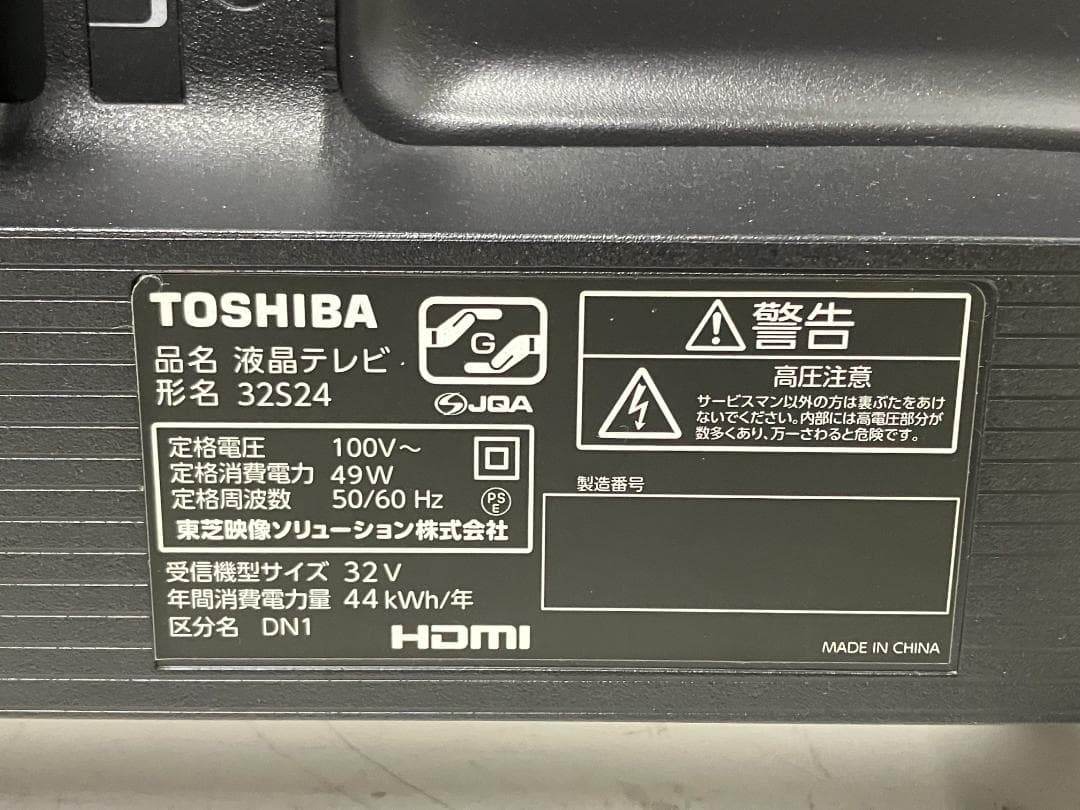 TOSHIBA
品名 液晶テレビ
形名 32S24
G
JQA
定格電圧 100V～
定格消費電力 49W
定格周波数 50/60 Hz
PS
E
東芝映像ソリューション株式会社
受信機型サイズ 32V
年間消費電力量 44kWh/年
区分名 DN1
HDMI
警告
高圧注意
サービスマン以外の方は裏ぶたをあけ
ないでください。内部には高電圧部分が
数多くあり、万一さわると危険です。
製造番号
MADE IN CHINA